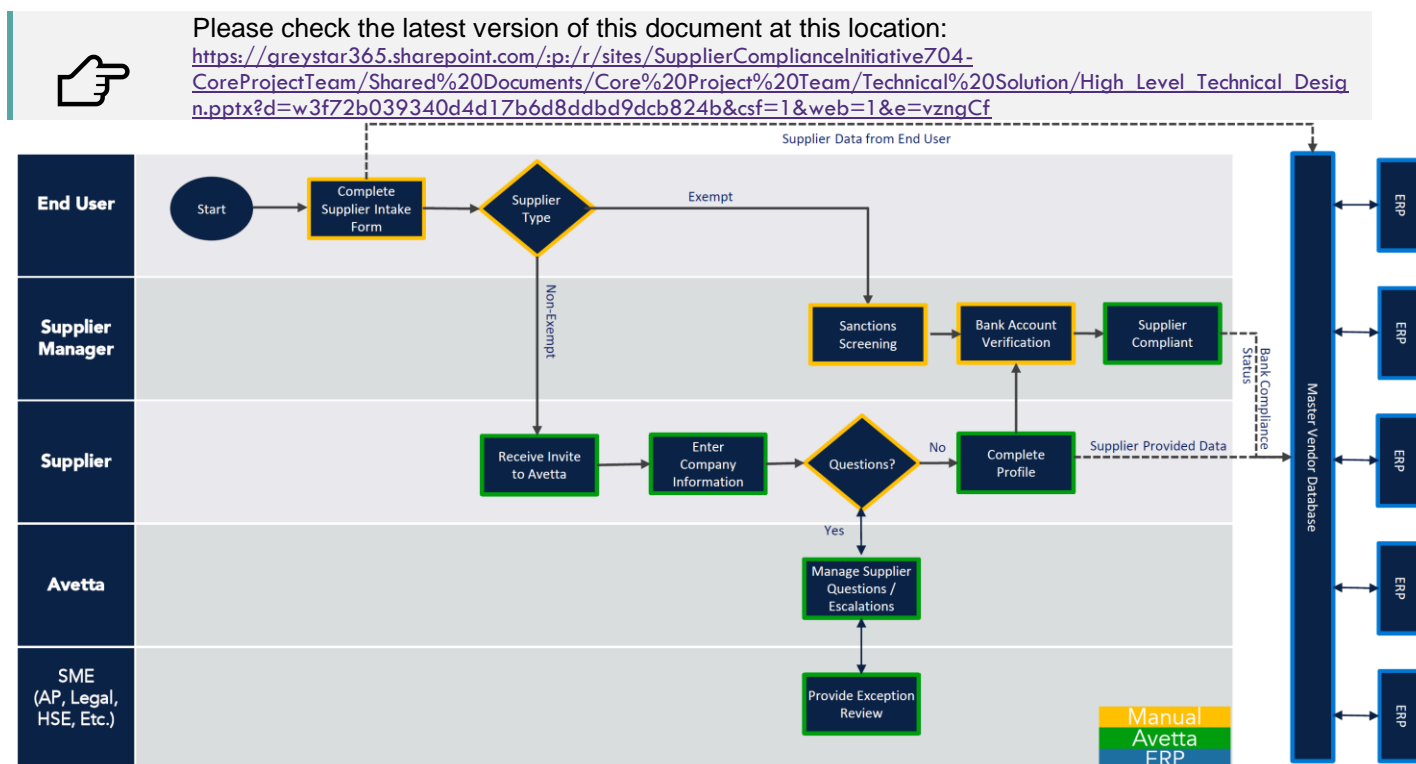 Please check the latest version of this document at this location:
https://greystar365.sharepoint.com/:p:/r/sites/SupplierComplianceInitiative704-
CoreProjectTeam/Shared%20Documents/Core%20Project%20Team/Technical%20Solution/High_Level_Technical_Desig
n.pptx?d=w3f72b039340d4d17b6d8ddbd9dcb824b&csf=1&web=1&e=vzngCf
Supplier Data from End User
End User
Start
Complete
Supplier Intake
Form
Supplier
Type
Exempt
ERP
Non-Exempt
Supplier
Manager
Sanctions
Screening
Bank Account
Verification
Supplier
Compliant
Bank Compliance
Status
Master Vendor Database
ERP
Supplier
Receive Invite
to Avetta
Enter
Company
Information
Questions?
No
Complete
Profile
Supplier Provided Data
ERP
Yes
Avetta
Manage Supplier
Questions /
Escalations
ERP
SME
(AP, Legal,
HSE, Etc.)
Provide Exception
Review
ERP
Manual
Avetta
ERP